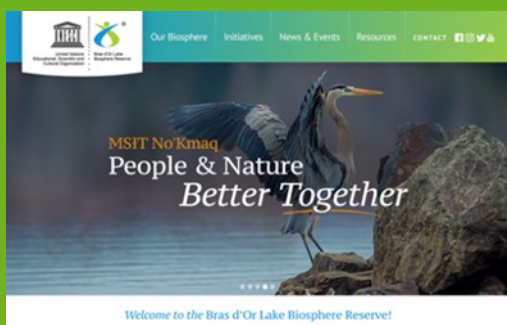 United Nations
Educational, Scientific and
Cultural Organization
Bras d'Or Lake
Biosphere Reserve
Our Biosphere
Initiatives
News & Events
Resources
CONTACT
MSɨT No'Kmaq
People & Nature
Better Together
Welcome to the Bras d'Or Lake Biosphere Reserve!